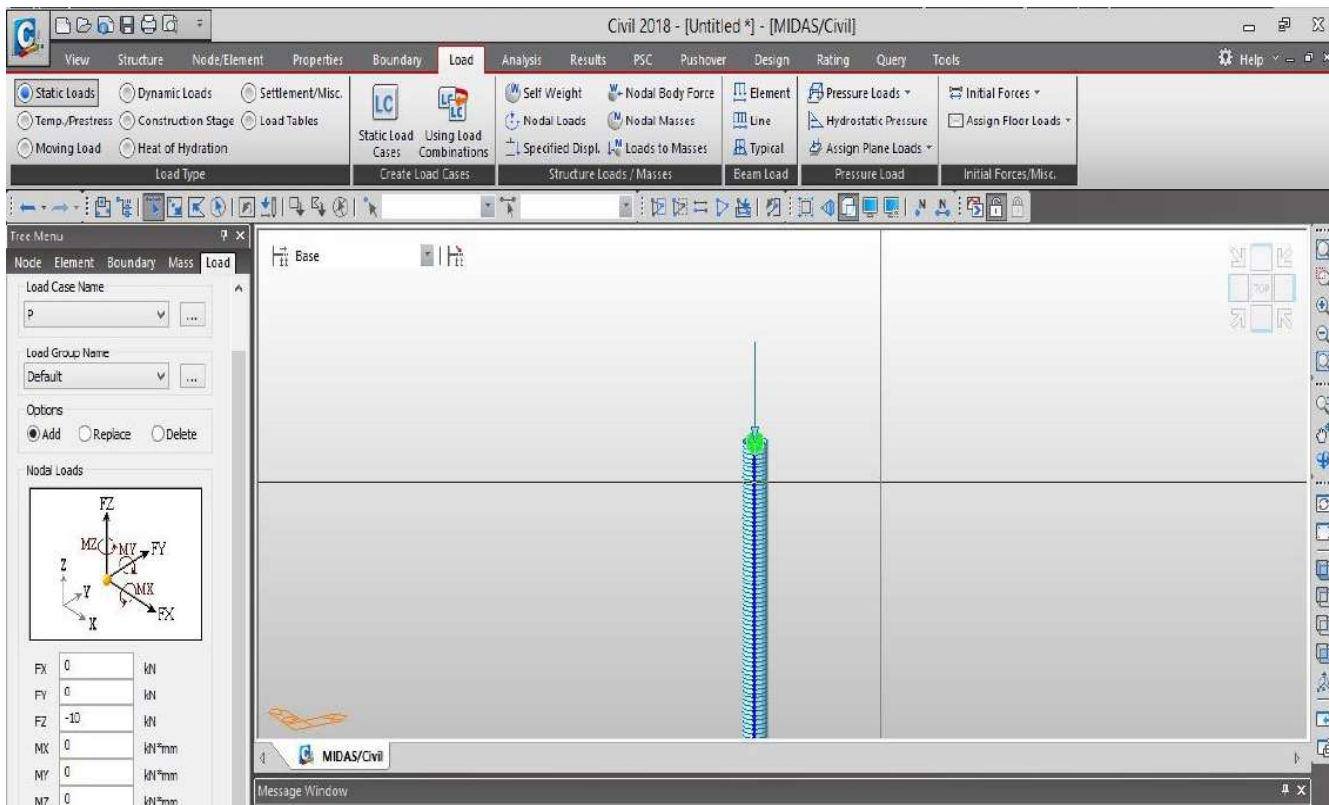 Civil 2018 - [Untitled *] - [MIDAS/Civil]
View Structure Node/Element Properties Boundary Load Analysis Results PSC Pushover Design Rating Query Tools Help
Static Loads Dynamic Loads Settlement/Misc.
Temp./Prestress Construction Stage Load Tables
Moving Load Heat of Hydration
Load Type
LC
Static Load Cases
LC
LC
Using Load Combinations
Create Load Cases
Self Weight Nodal Body Force
Nodal Loads Nodal Masses
Specified Displ. Loads to Masses
Structure Loads / Masses
Element
Line
Typical
Beam Load
Pressure Loads
Hydrostatic Pressure
Assign Plane Loads
Pressure Load
Initial Forces
Assign Floor Loads
Initial Forces/Misc.
Tree Menu
Node Element Boundary Mass Load
Load Case Name
P
...
Load Group Name
Default
...
Options
Add Replace Delete
Nodal Loads
FZ
MZ MY FY
Z
Y MX
X FX
FX 0 kN
FY 0 kN
FZ -10 kN
MX 0 kN*mm
MY 0 kN*mm
MZ 0 kN*mm
Base
TOP
MIDAS/Civil
Message Window